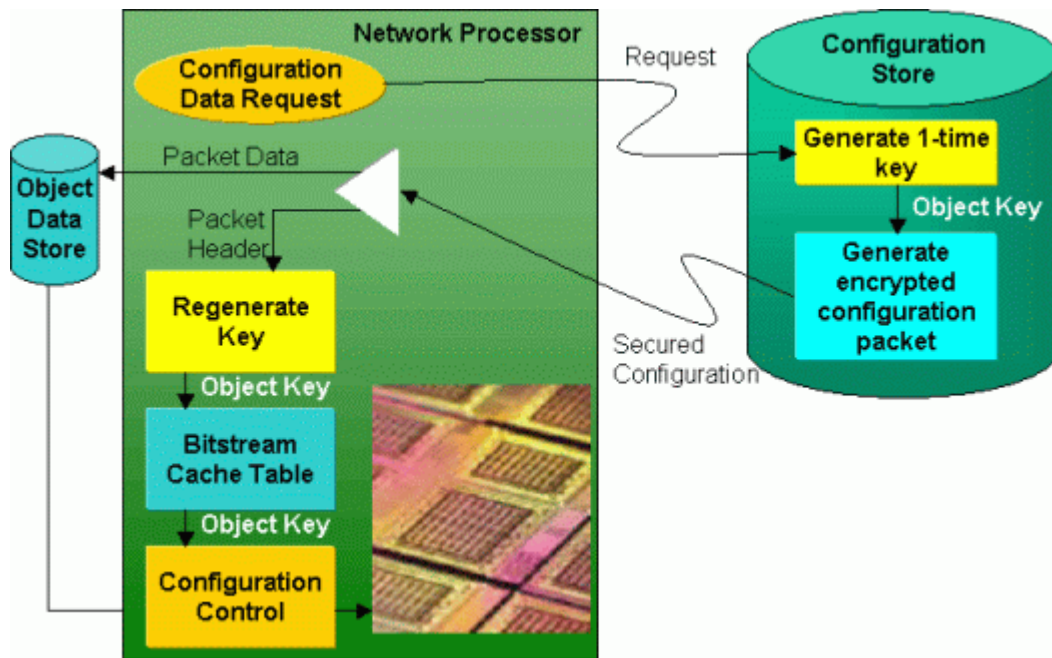 Network Processor
Configuration
Data Request
Request
Configuration
Store
Generate 1-time
key
Object Key
Generate
encrypted
configuration
packet
Secured
Configuration
Packet Data
Object
Data
Store
Packet
Header
Regenerate
Key
Object Key
Bitstream
Cache Table
Object Key
Configuration
Control